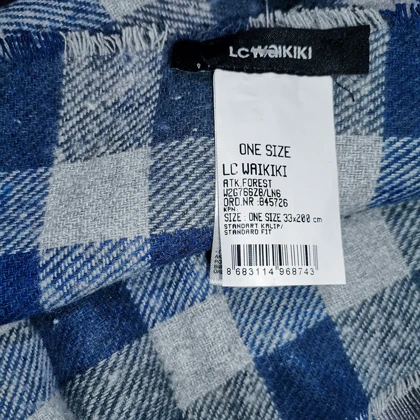 LC WAIKIKI
ONE SIZE
LC WAIKIKI
ATK.FOREST
W2G766Z8/LN6
ORD.NR :845726
KPN.
SIZE : ONE SIZE 33x200 cm
STANDART KALIP/
STANDARD FIT
8 683114 968743